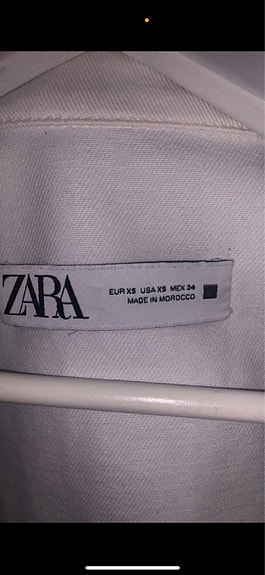 ZARA
EUR XS USA XS MEX 24
MADE IN MOROCCO